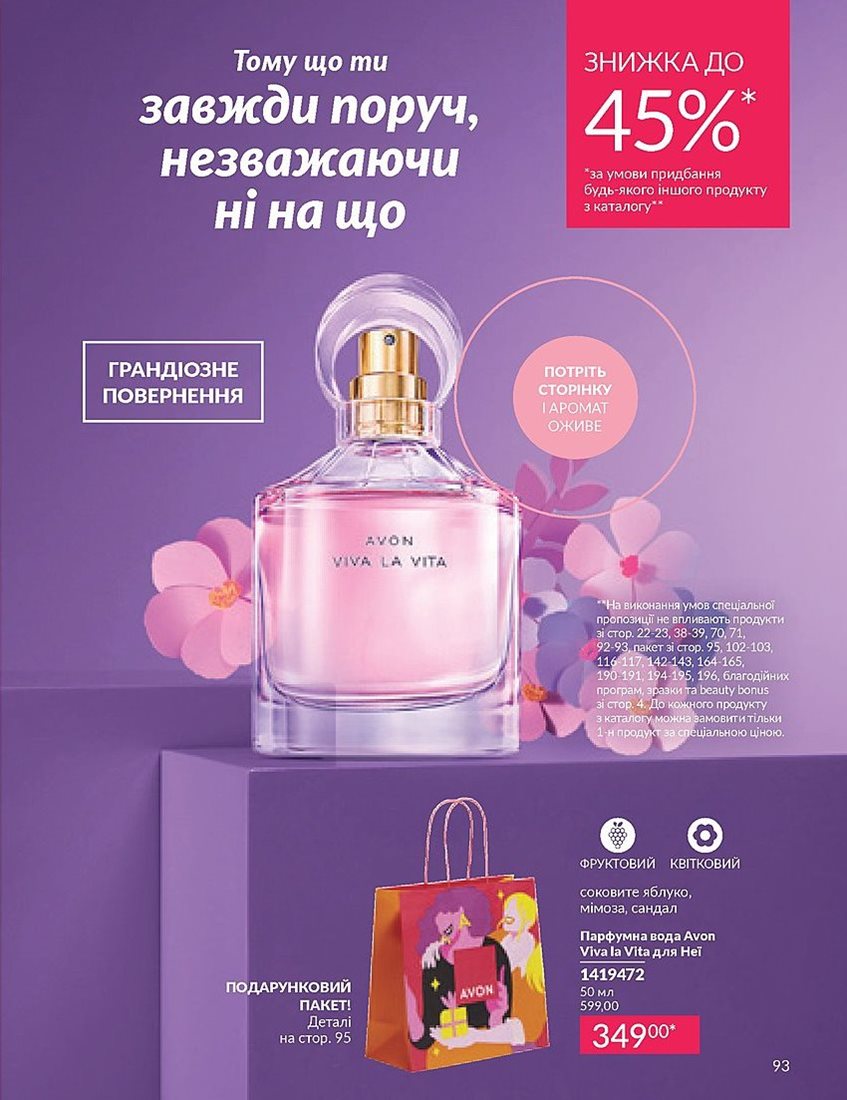 Тому що ти
завжди поруч,
незважаючи
ні на що
ЗНИЖКА ДО
45%*
*за умови придбання
будь-якого іншого продукту
з каталогу**
ГРАНДІОЗНЕ
ПОВЕРНЕННЯ
ПОТРІТЬ
СТОРІНКУ
І АРОМАТ
ОЖИВЕ
AVON
VIVA LA VITA
**На виконання умов спеціальної
пропозиції не впливають продукти
зі стор. 22-23, 38-39, 70, 71,
92-93, пакет зі стор. 95, 102-103,
116-117, 142-143, 164-165,
190-191, 194-195, 196, благодійних
програм, зразки та beauty bonus
зі стор. 4. До кожного продукту
з каталогу можна замовити тільки
1-н продукт за спеціальною ціною.
ФРУКТОВИЙ КВІТКОВИЙ
соковите яблуко,
мімоза, сандал
Парфумна вода Avon
Viva la Vita для Неї
1419472
50 мл
599,00
34900*
ПОДАРУНКОВИЙ
ПАКЕТ!
Деталі
на стор. 95
AVON
93